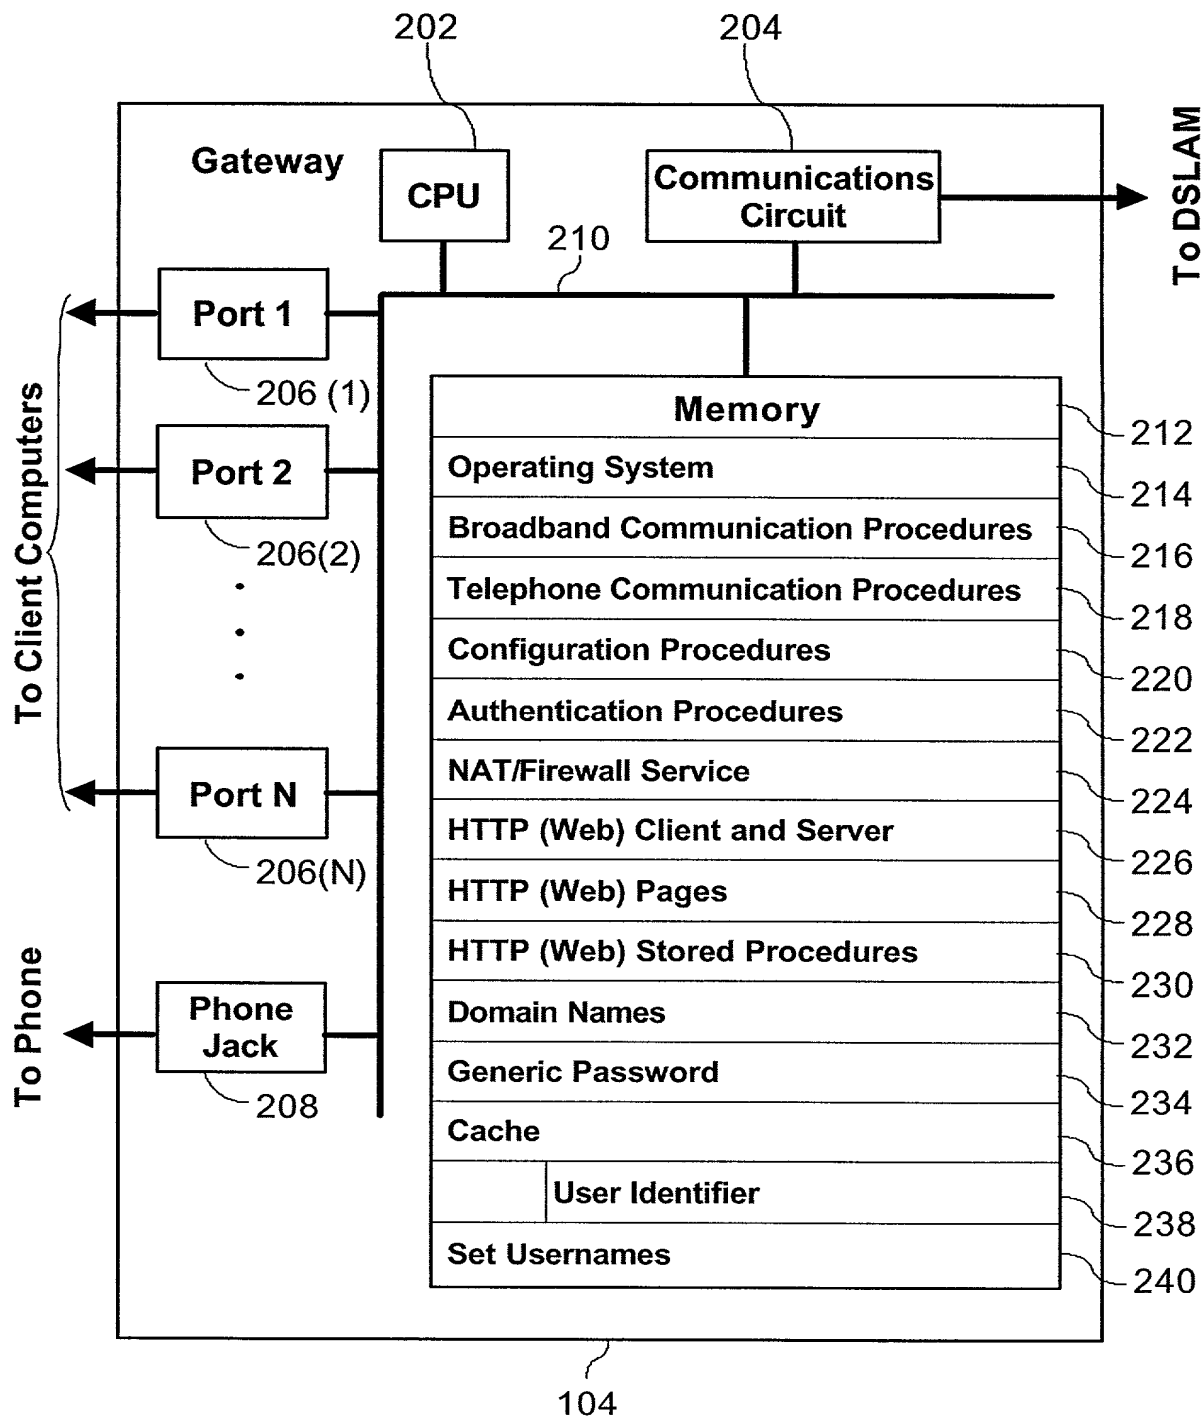 202
204
Gateway
CPU
Communications
Circuit
To DSLAM
210
Port 1
206 (1)
Port 2
206(2)
To Client Computers
Port N
206(N)
To Phone
Phone
Jack
208
Memory
212
Operating System
214
Broadband Communication Procedures
216
Telephone Communication Procedures
218
Configuration Procedures
220
Authentication Procedures
222
NAT/Firewall Service
224
HTTP (Web) Client and Server
226
HTTP (Web) Pages
228
HTTP (Web) Stored Procedures
230
Domain Names
232
Generic Password
234
Cache
236
User Identifier
238
Set Usernames
240
104